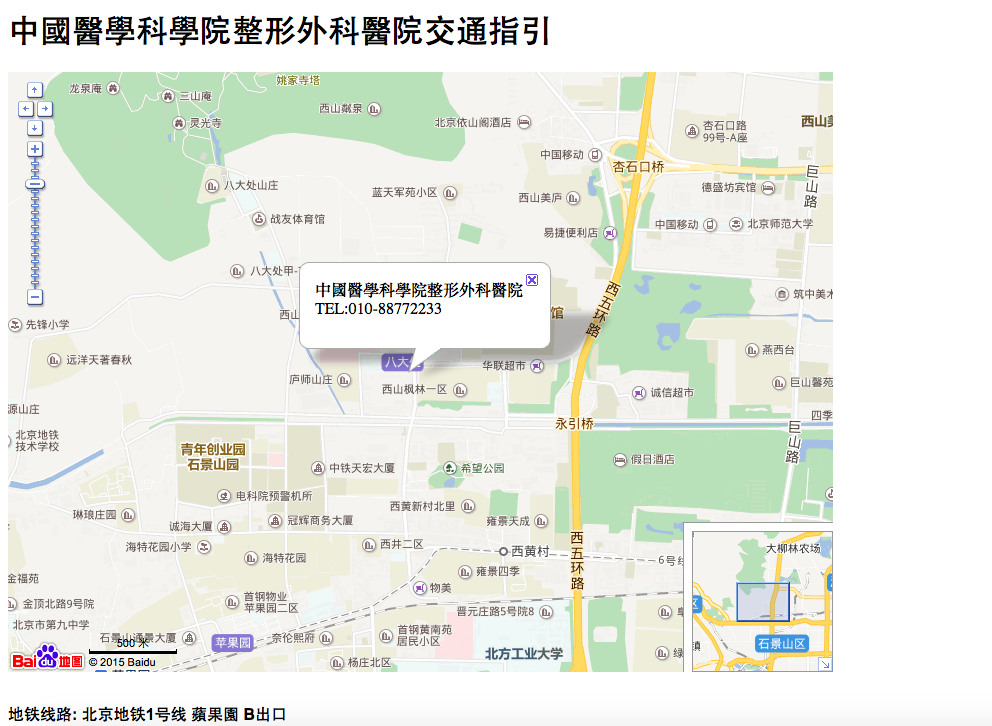 中國醫學科學院整形外科醫院交通指引
姚家寺塔
龙泉庵
三山庵
西山粼泉
灵光寺
北京依山阁酒店
杏石口路
99号-A座
西山美
中国移动
杏石口桥
八大处山庄
蓝天军苑小区
西山美庐
德盛坊宾馆
巨山路
战友体育馆
易捷便利店
中国移动
北京师范大学
八大处甲
中國醫學科學院整形外科醫院
TEL:010-88772233
西山
馆
西五环路
筑中美术
先锋小学
远洋天著春秋
八大处
华联超市
燕西台
庐师山庄
西山枫林一区
诚信超市
巨山馨苑
源山庄
永引桥
四季
北京地铁
技术学校
巨山路
青年创业园
石景山园
中铁天宏大厦
希望公园
假日酒店
电科院预警机所
琳琅庄园
西黄新村北里
诚海大厦
冠辉商务大厦
雍景天成
海特花园小学
西井二区
西黄村
西五环路
6号线
大柳林农场
海特花园
金福苑
雍景四季
物美
首钢物业
苹果园二区
金顶北路9号院
晋元庄路5号院8
北京市第九中学
石景山通景大厦
苹果园
奈伦熙府
首钢黄南苑
居民小区
石景山区
区
500 米
北方工业大学
杨庄北区
Bai du 地图
© 2015 Baidu
地铁线路: 北京地铁1号线 蘋果園 B出口